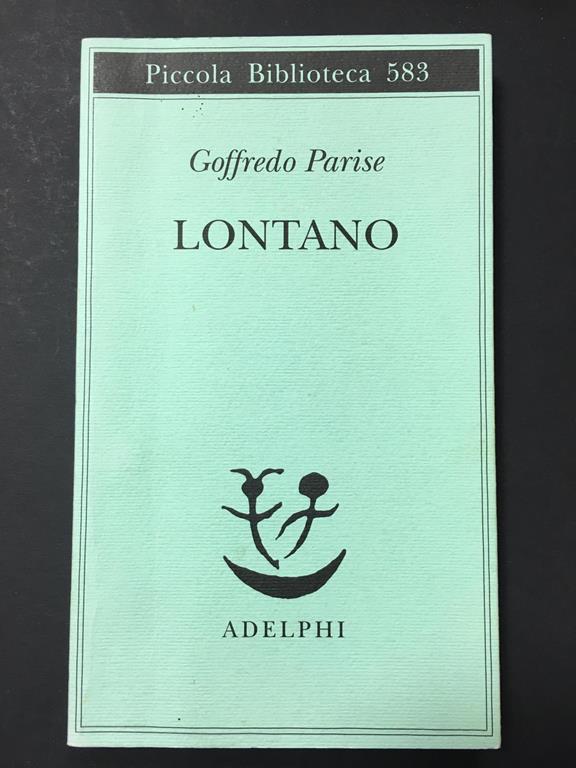 Piccola Biblioteca 583
Goffredo Parise
LONTANO
ADELPHI